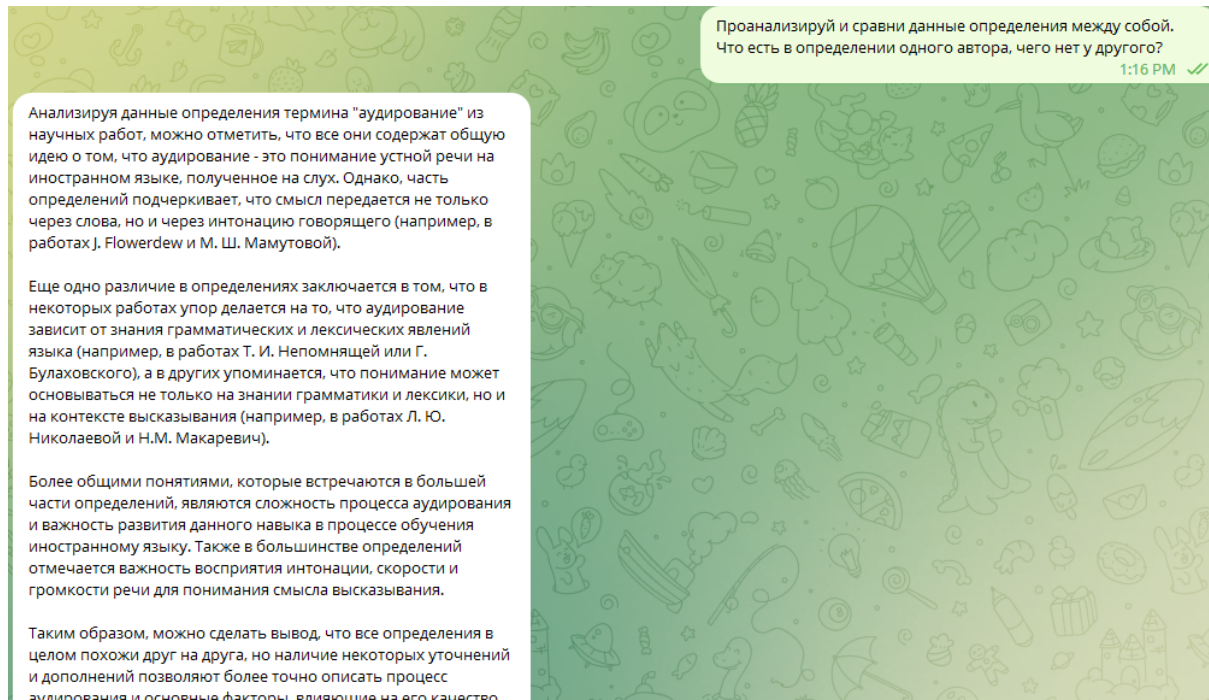 Проанализируй и сравни данные определения между собой.
Что есть в определении одного автора, чего нет у другого?
1:16 PM
Анализируя данные определения термина "аудирование" из
научных работ, можно отметить, что все они содержат общую
идею о том, что аудирование - это понимание устной речи на
иностранном языке, полученное на слух. Однако, часть
определений подчеркивает, что смысл передается не только
через слова, но и через интонацию говорящего (например, в
работах J. Flowerdew и М. Ш. Мамутовой).
Еще одно различие в определениях заключается в том, что в
некоторых работах упор делается на то, что аудирование
зависит от знания грамматических и лексических явлений
языка (например, в работах Т. И. Непомнящей или Г.
Булаховского), а в других упоминается, что понимание может
основываться не только на знании грамматики и лексики, но и
на контексте высказывания (например, в работах Л. Ю.
Николаевой и Н.М. Макаревич).
Более общими понятиями, которые встречаются в большей
части определений, являются сложность процесса аудирования
и важность развития данного навыка в процессе обучения
иностранному языку. Также в большинстве определений
отмечается важность восприятия интонации, скорости и
громкости речи для понимания смысла высказывания.
Таким образом, можно сделать вывод, что все определения в
целом похожи друг на друга, но наличие некоторых уточнений
и дополнений позволяют более точно описать процесс
аудирования и основные факторы, влияющие на его качество